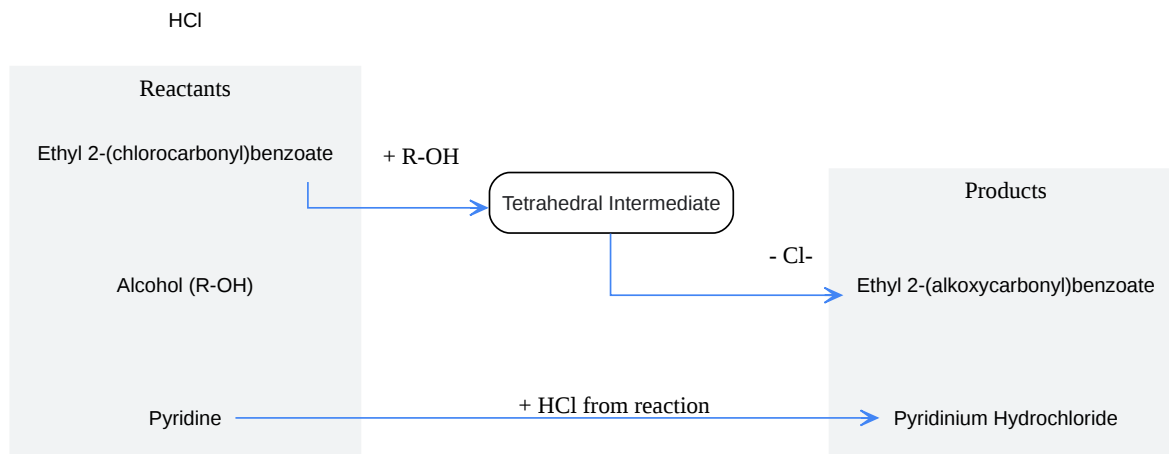 HCl
Reactants
Ethyl 2-(chlorocarbonyl)benzoate
+ R-OH
Tetrahedral Intermediate
Products
- Cl-
Alcohol (R-OH)
Ethyl 2-(alkoxycarbonyl)benzoate
Pyridine
+ HCl from reaction
Pyridinium Hydrochloride